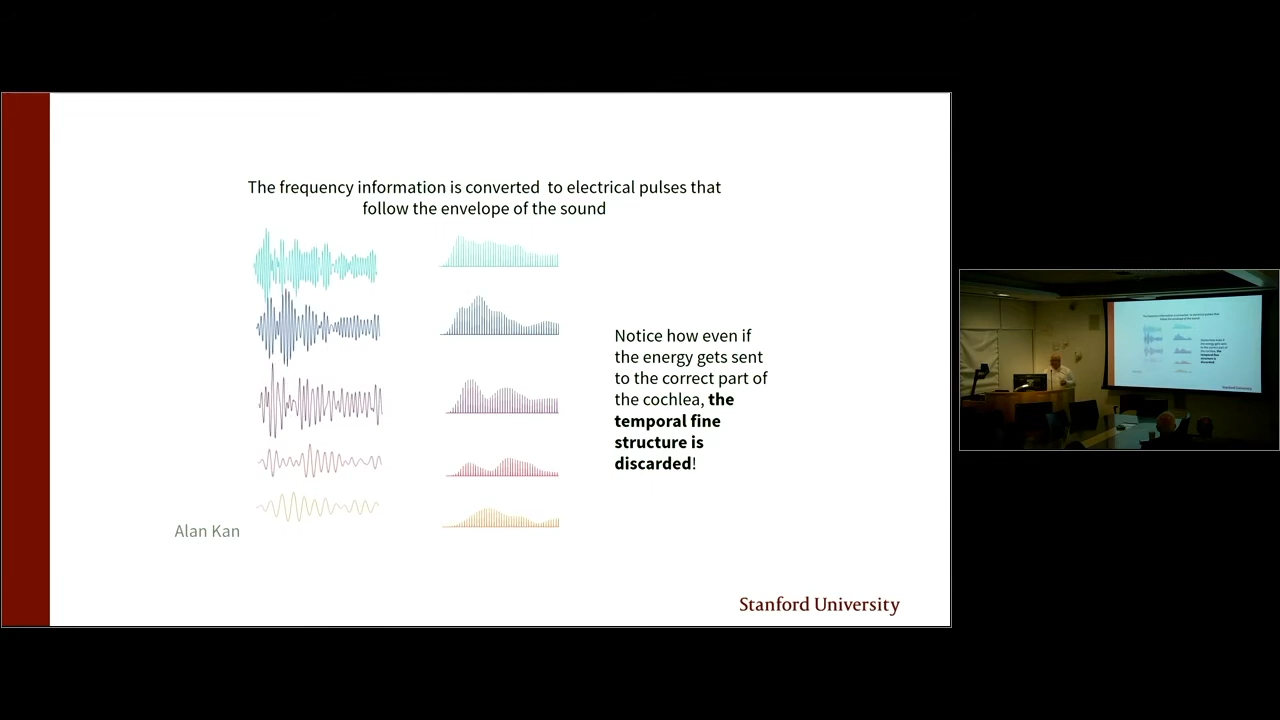 The frequency information is converted  to electrical pulses that
follow the envelope of the sound
Notice how even if
the energy gets sent
to the correct part of
the cochlea, the
temporal fine
structure is
discarded!
Alan Kan
Stanford University